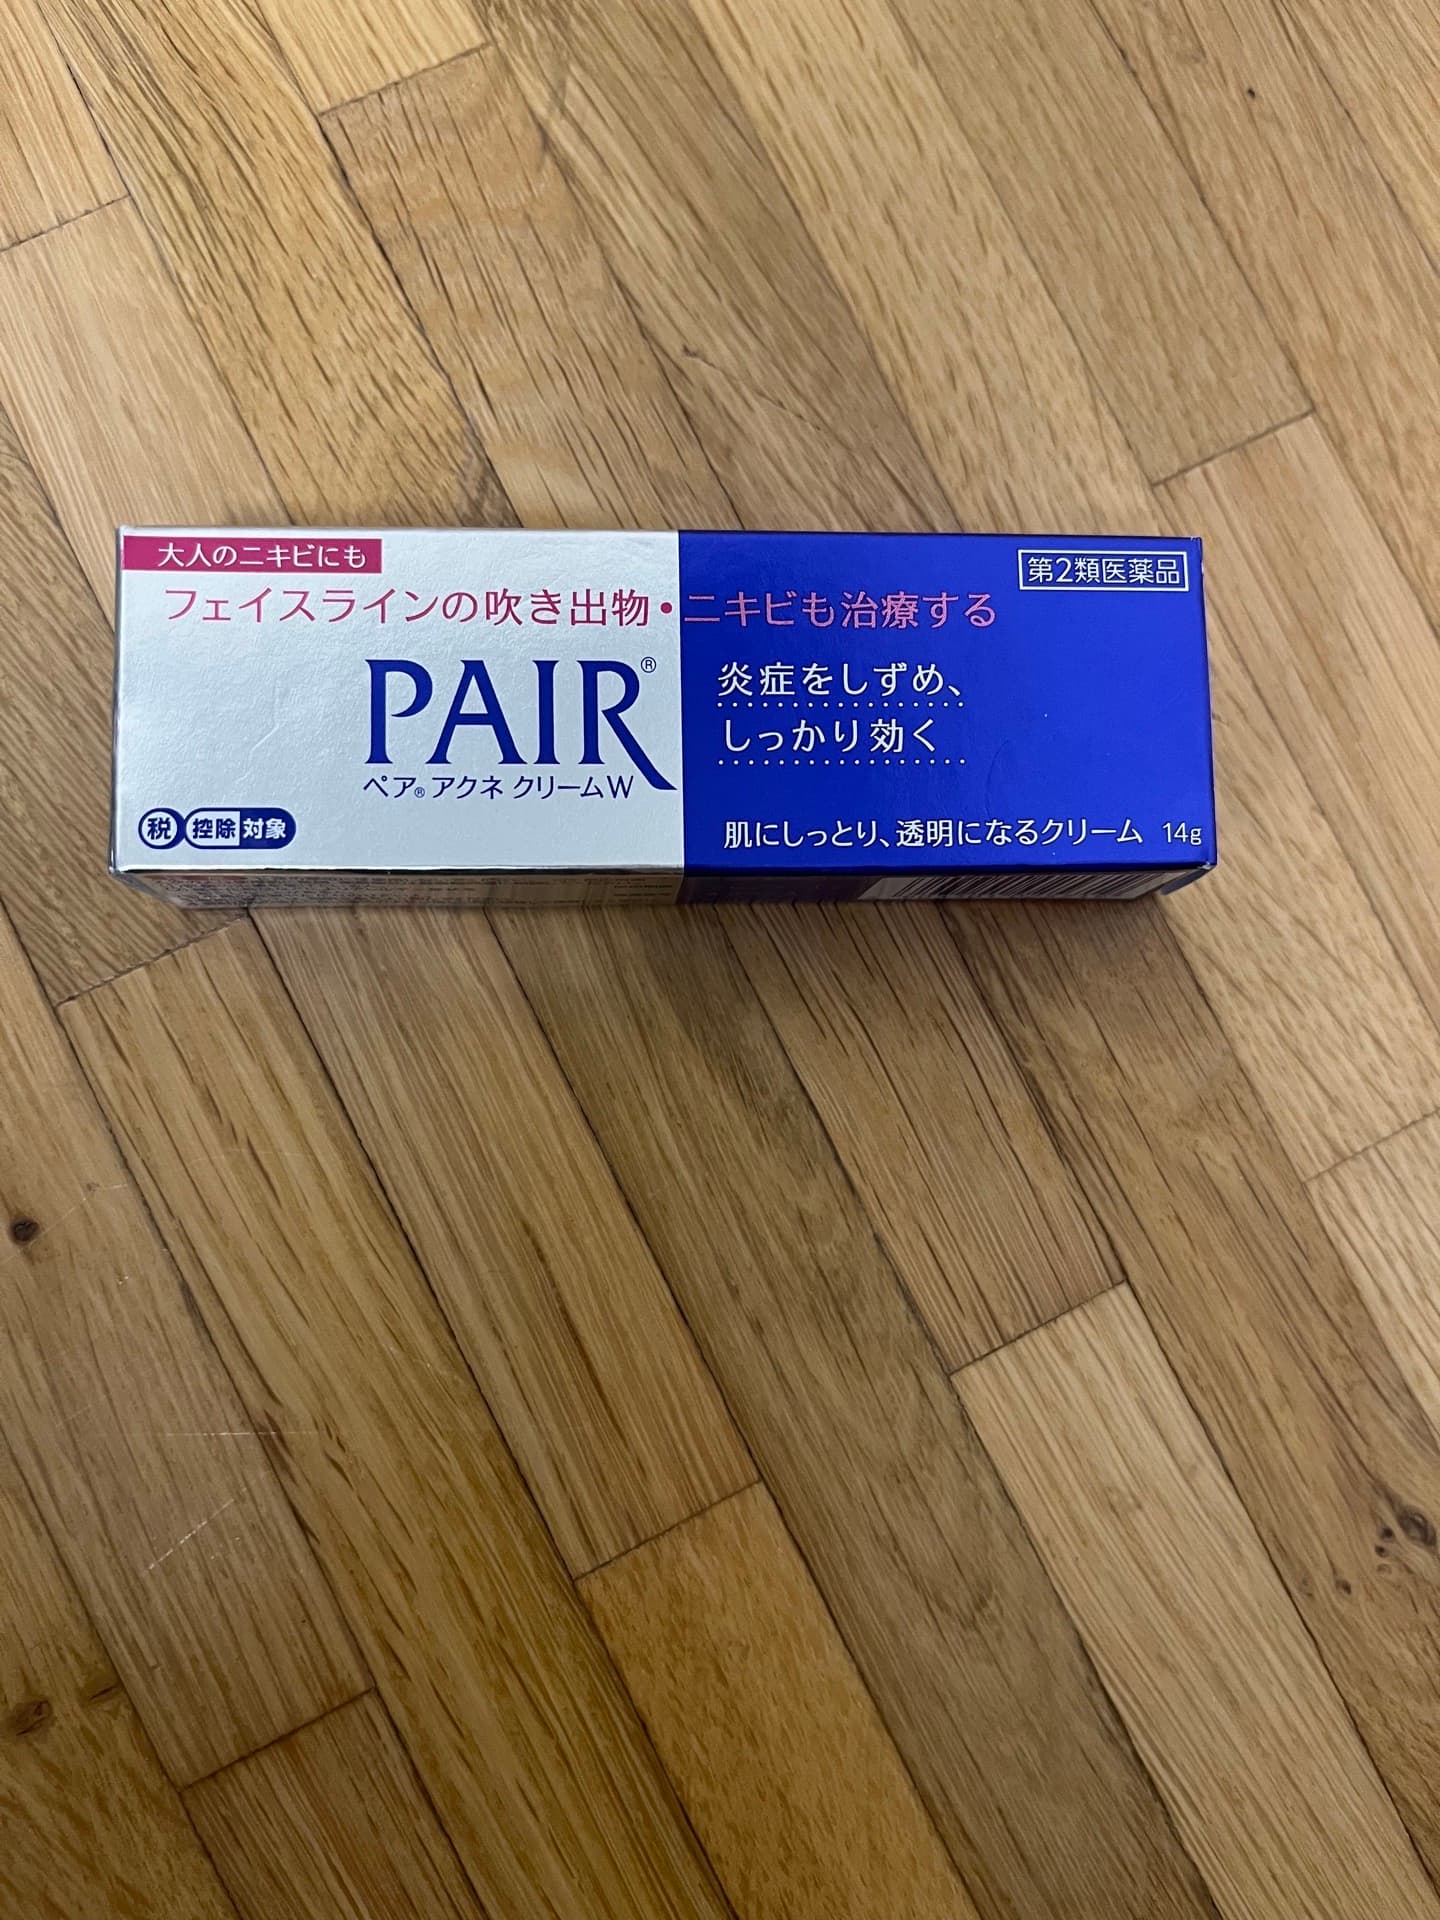 大人のニキビにも
フェイスラインの吹き出物・ニキビも治療する
第2類医薬品
PAIR®
ペア®アクネ クリームW
炎症をしずめ、
しっかり効く
税 控除対象
肌にしっとり、透明になるクリーム 14g